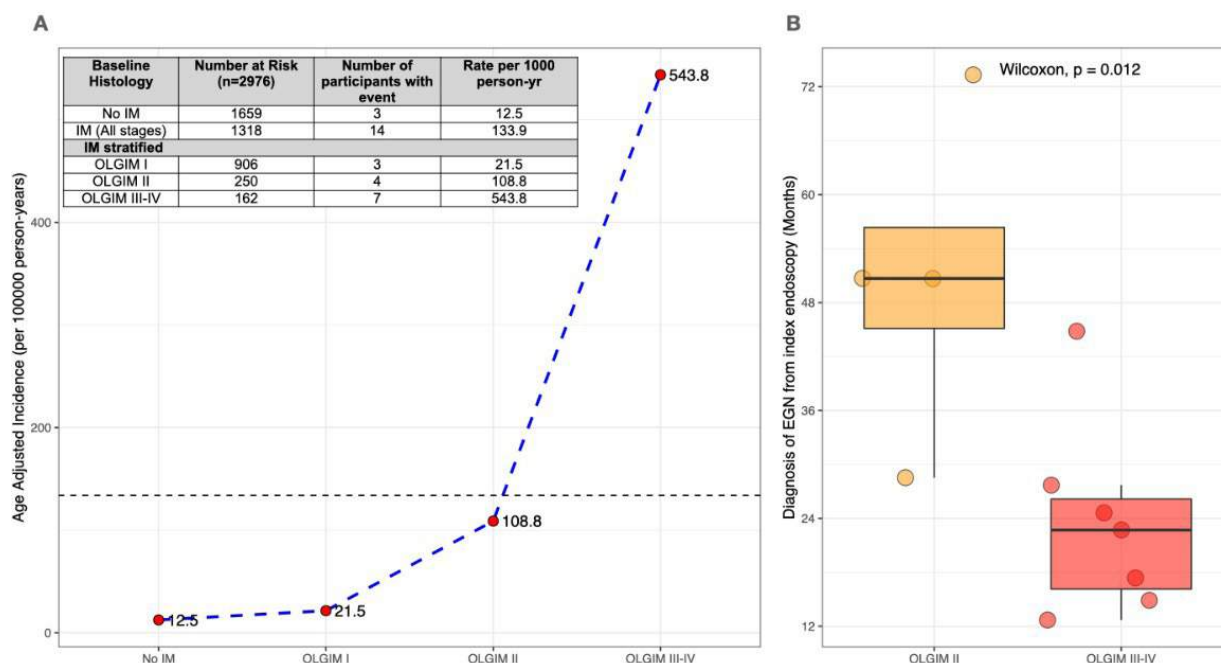 A
Baseline Histology | Number at Risk (n=2976) | Number of participants with event | Rate per 1000 person-yr
No IM | 1659 | 3 | 12.5
IM (All stages) | 1318 | 14 | 133.9
IM stratified
OLGIM I | 906 | 3 | 21.5
OLGIM II | 250 | 4 | 108.8
OLGIM III-IV | 162 | 7 | 543.8
Age Adjusted Incidence (per 100000 person-years)
400
200
0
543.8
108.8
21.5
12.5
No IM
OLGIM I
OLGIM II
OLGIM III-IV
B
Wilcoxon, p = 0.012
Diagnosis of EGN from index endoscopy (Months)
72
60
48
36
24
12
OLGIM II
OLGIM III-IV